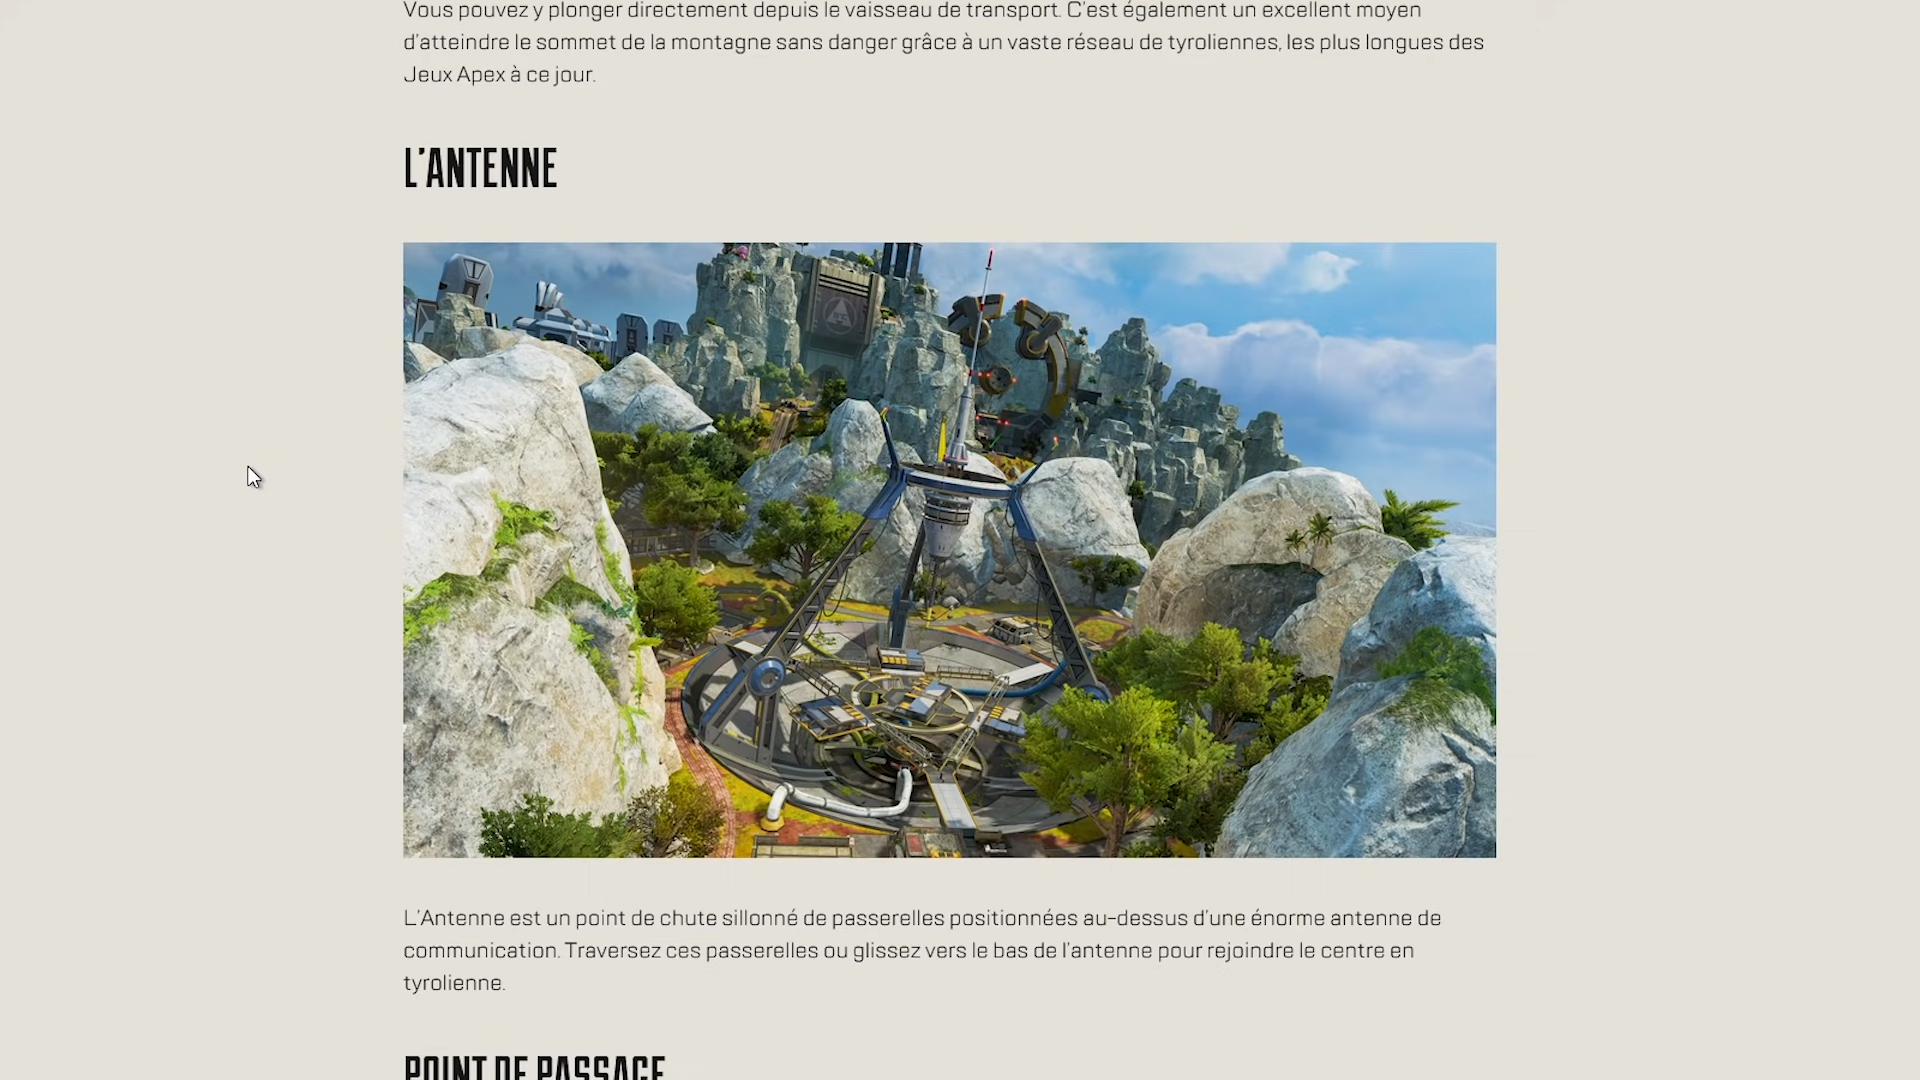 Vous pouvez y plonger directement depuis le vaisseau de transport. C'est également un excellent moyen
d'atteindre le sommet de la montagne sans danger grâce à un vaste réseau de tyroliennes, les plus longues des
Jeux Apex à ce jour.
L'ANTENNE
L'Antenne est un point de chute sillonné de passerelles positionnées au-dessus d'une énorme antenne de
communication. Traversez ces passerelles ou glissez vers le bas de l'antenne pour rejoindre le centre en
tyrolienne.
POINT DE PASSAGE